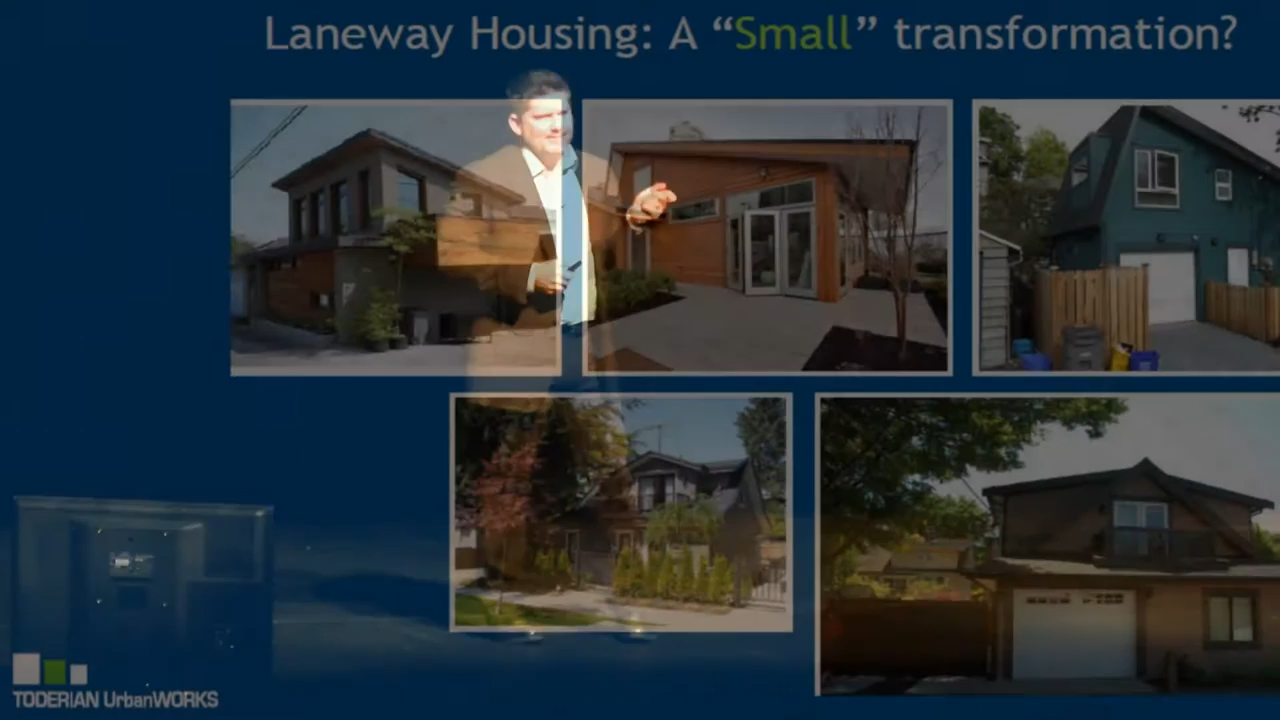 Laneway Housing: A “Small” transformation?
TODERIAN UrbanWORKS